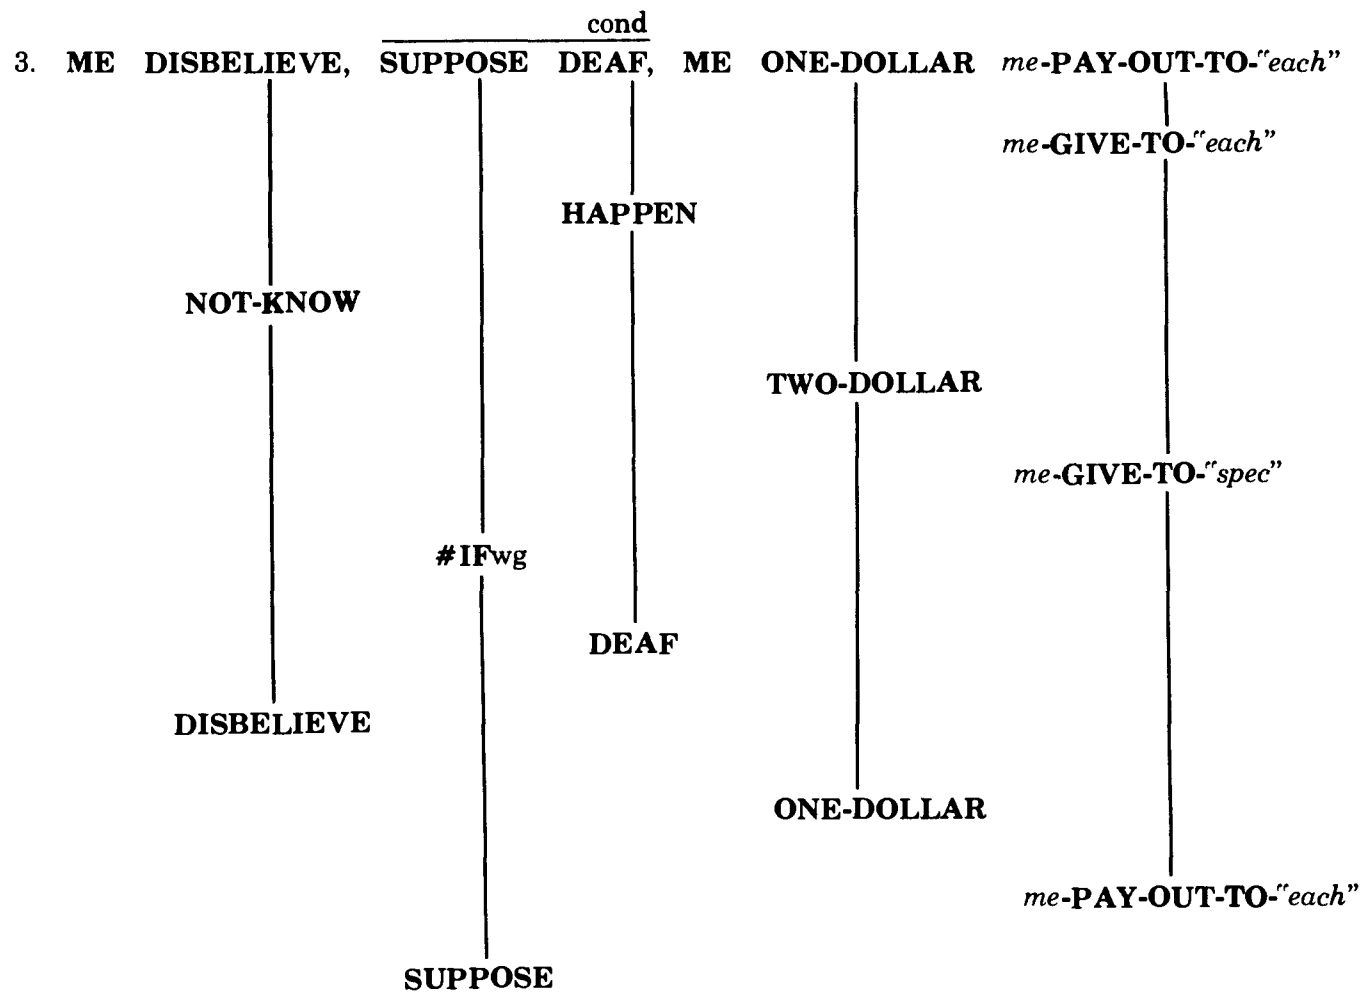 cond
3. ME DISBELIEVE, SUPPOSE DEAF, ME ONE-DOLLAR me-PAY-OUT-TO-"each"
me-GIVE-TO-"each"
HAPPEN
NOT-KNOW
TWO-DOLLAR
me-GIVE-TO-"spec"
#IFwg
DEAF
DISBELIEVE
ONE-DOLLAR
me-PAY-OUT-TO-"each"
SUPPOSE